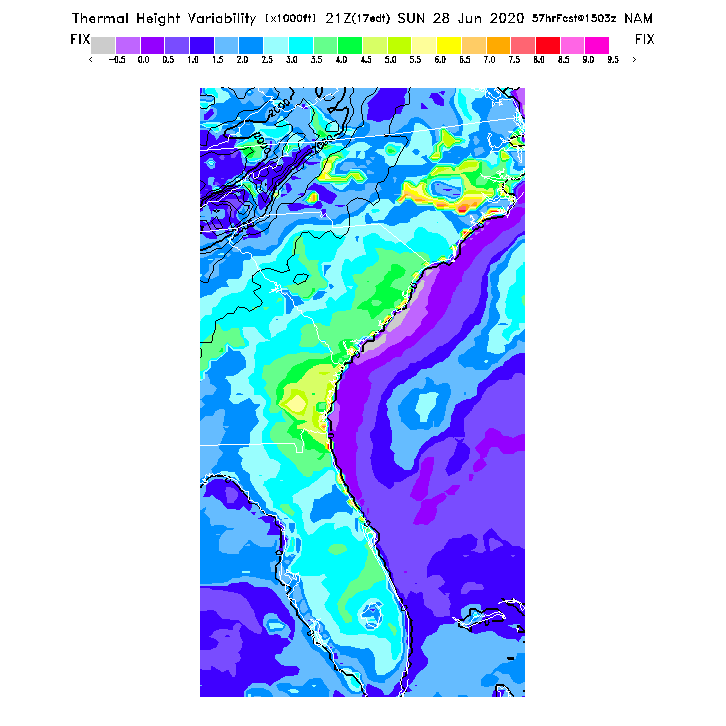 Thermal Height Variability [x1000ft] 21Z(17edt) SUN 28 Jun 2020 57hrFcst@1503z NAM
FIX FIX
< -0.5 0.0 0.5 1.0 1.5 2.0 2.5 3.0 3.5 4.0 4.5 5.0 5.5 6.0 6.5 7.0 7.5 8.0 8.5 9.0 9.5 >
2000